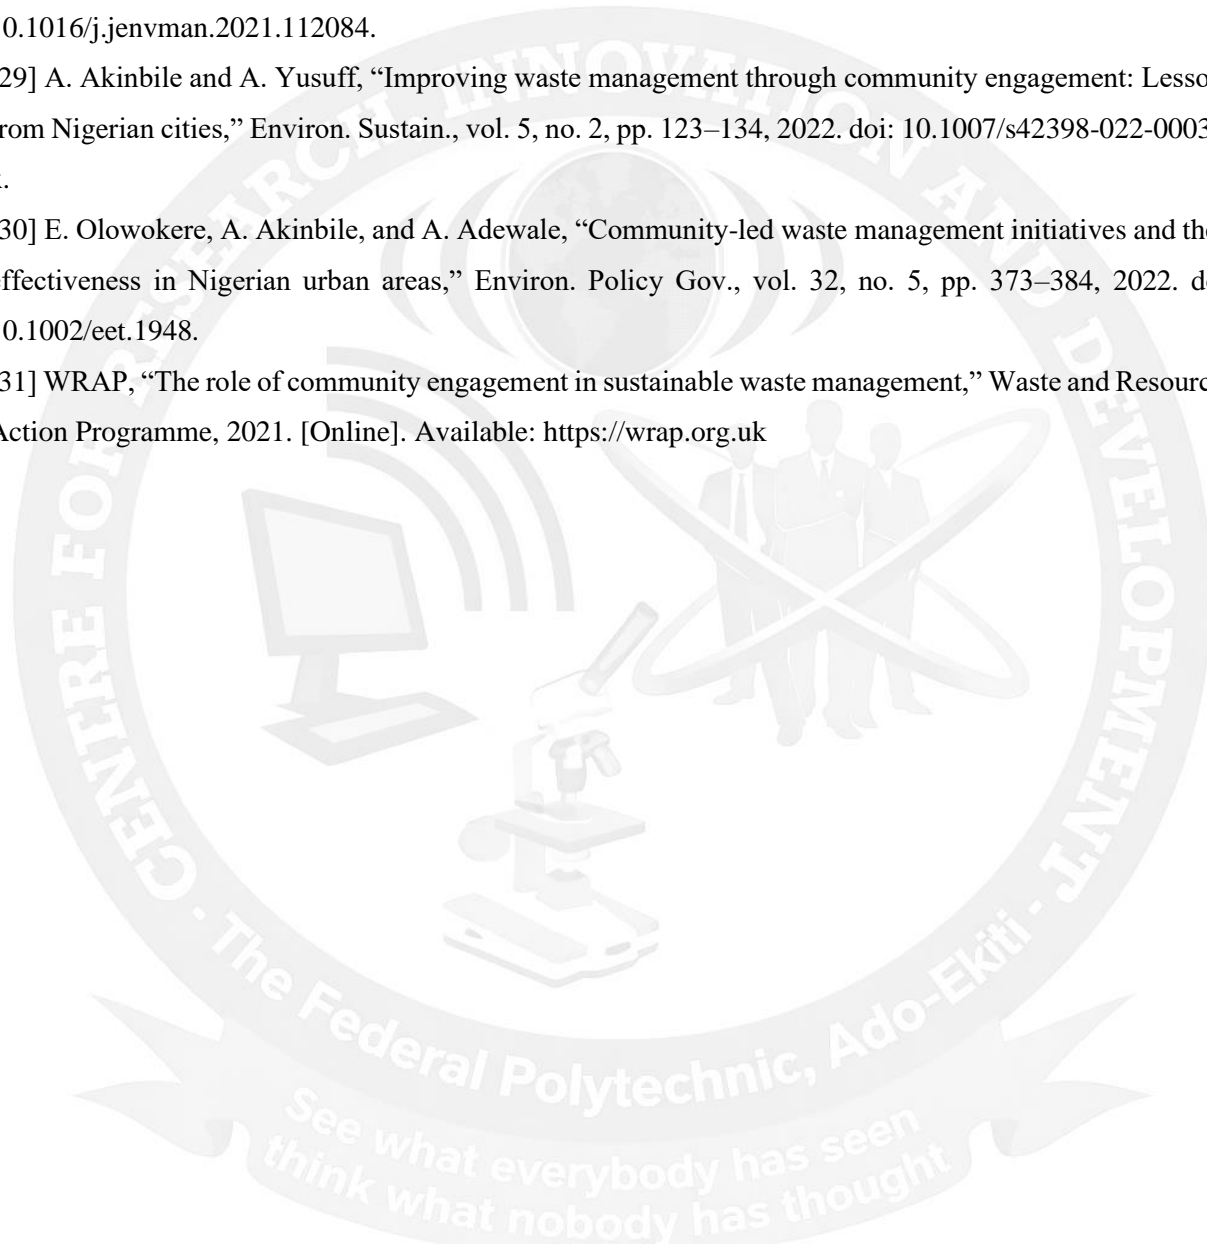 0.1016/j.jenvman.2021.112084.
29] A. Akinbile and A. Yusuff, “Improving waste management through community engagement: Lesso
rom Nigerian cities,” Environ. Sustain., vol. 5, no. 2, pp. 123–134, 2022. doi: 10.1007/s42398-022-0003
30] E. Olowokere, A. Akinbile, and A. Adewale, “Community-led waste management initiatives and the
effectiveness in Nigerian urban areas,” Environ. Policy Gov., vol. 32, no. 5, pp. 373–384, 2022. d
0.1002/eet.1948.
31] WRAP, “The role of community engagement in sustainable waste management,” Waste and Resourc
Action Programme, 2021. [Online]. Available: https://wrap.org.uk
CENTRE FOR RESEARCH, INNOVATION AND DEVELOPMENT
· The Federal Polytechnic, Ado-Ekiti ·
See what everybody has seen
think what nobody has thought